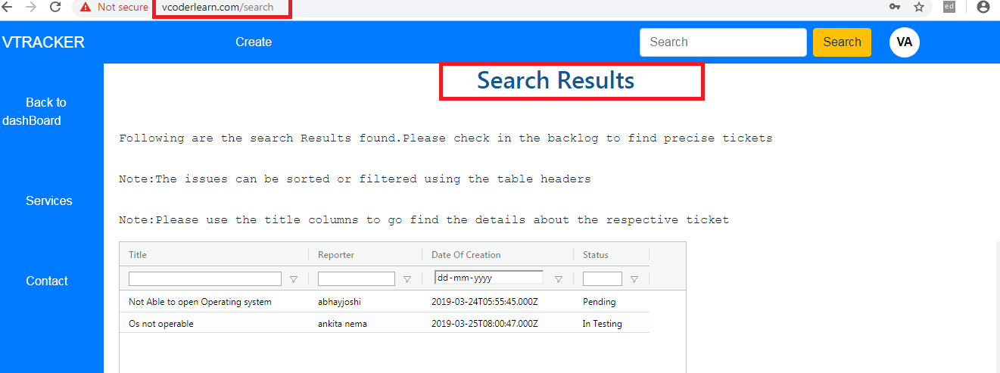 Not secure vcoderlearn.com/search ed
VTRACKER Create Search Search VA
Search Results
Back to
dashBoard
Following are the search Results found.Please check in the backlog to find precise tickets
Note:The issues can be sorted or filtered using the table headers
Services
Note:Please use the title columns to go find the details about the respective ticket
Title Reporter Date Of Creation Status
Contact
dd-mm-yyyy
Not Able to open Operating system abhayjoshi 2019-03-24T05:55:45.000Z Pending
Os not operable ankita nema 2019-03-25T08:00:47.000Z In Testing